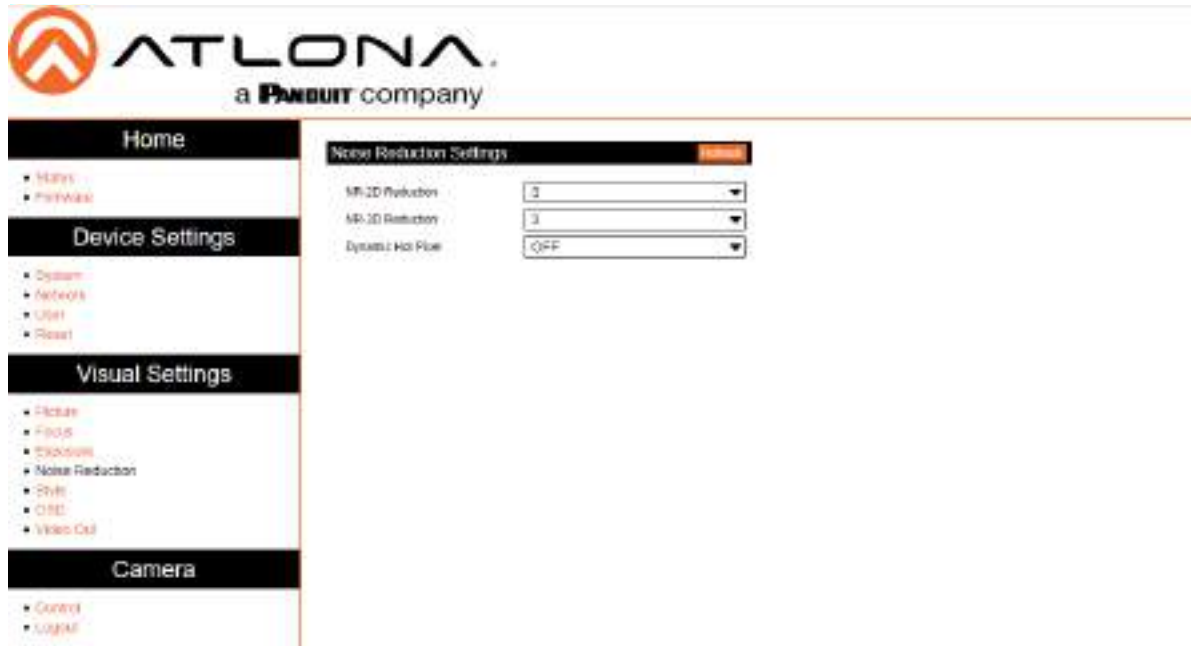 ATLONA.
a PANDUIT company
Home
Status
Firmware
Device Settings
System
Network
User
Reset
Visual Settings
Picture
Focus
Exposure
Noise Reduction
Style
OSD
Video Out
Camera
Control
Logout
Noise Reduction Settings
Refresh
NR-2D Reduction
3
NR-3D Reduction
3
Dynamic Hot Pixel
OFF